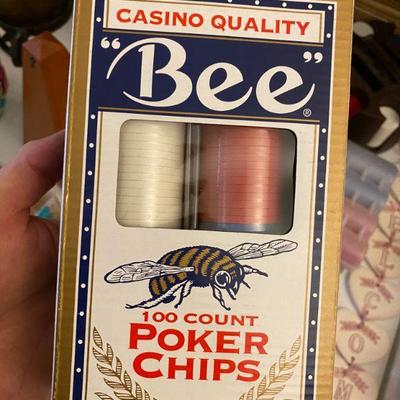 CASINO QUALITY
"Bee"®
100 COUNT
POKER
CHIPS